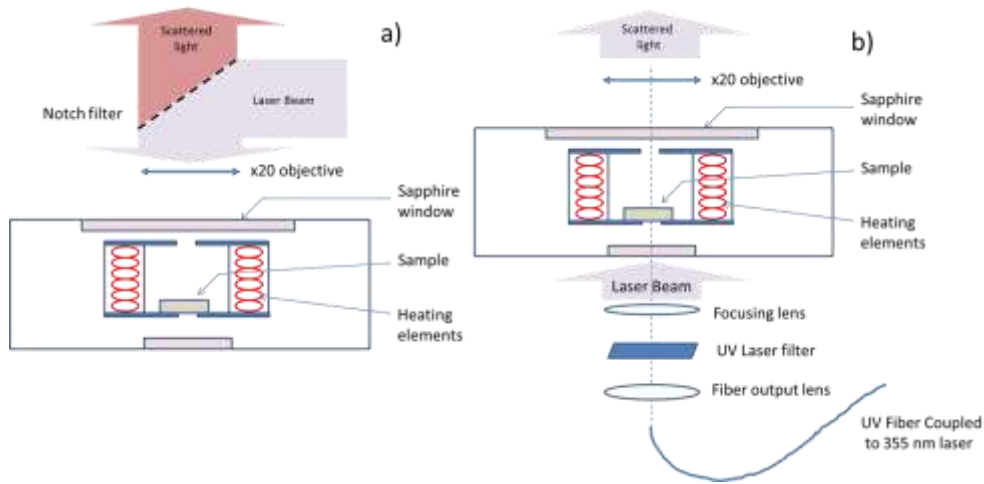 Scattered
light
a)
Notch filter
Laser Beam
x20 objective
Sapphire
window
Sample
Heating
elements
Scattered
light
b)
x20 objective
Sapphire
window
Sample
Heating
elements
Laser Beam
Focusing lens
UV Laser filter
Fiber output lens
UV Fiber Coupled
to 355 nm laser